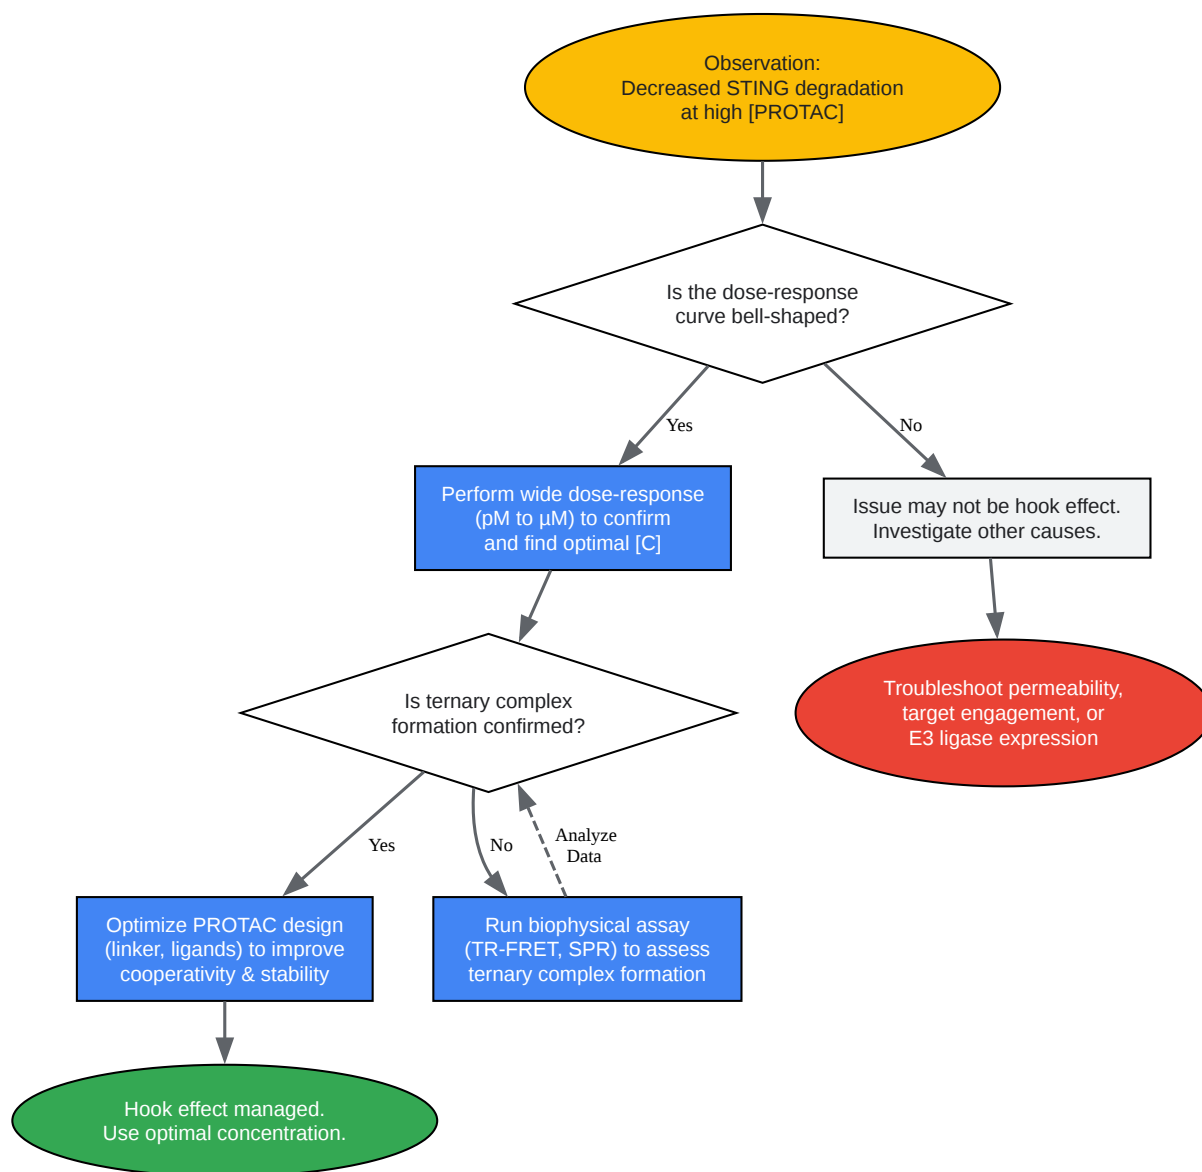 Observation:
Decreased STING degradation
at high [PROTAC]
Is the dose-response
curve bell-shaped?
Yes
No
Perform wide dose-response
(pM to µM) to confirm
and find optimal [C]
Issue may not be hook effect.
Investigate other causes.
Is ternary complex
formation confirmed?
Troubleshoot permeability,
target engagement, or
E3 ligase expression
Yes
No
Analyze
Data
Optimize PROTAC design
(linker, ligands) to improve
cooperativity & stability
Run biophysical assay
(TR-FRET, SPR) to assess
ternary complex formation
Hook effect managed.
Use optimal concentration.